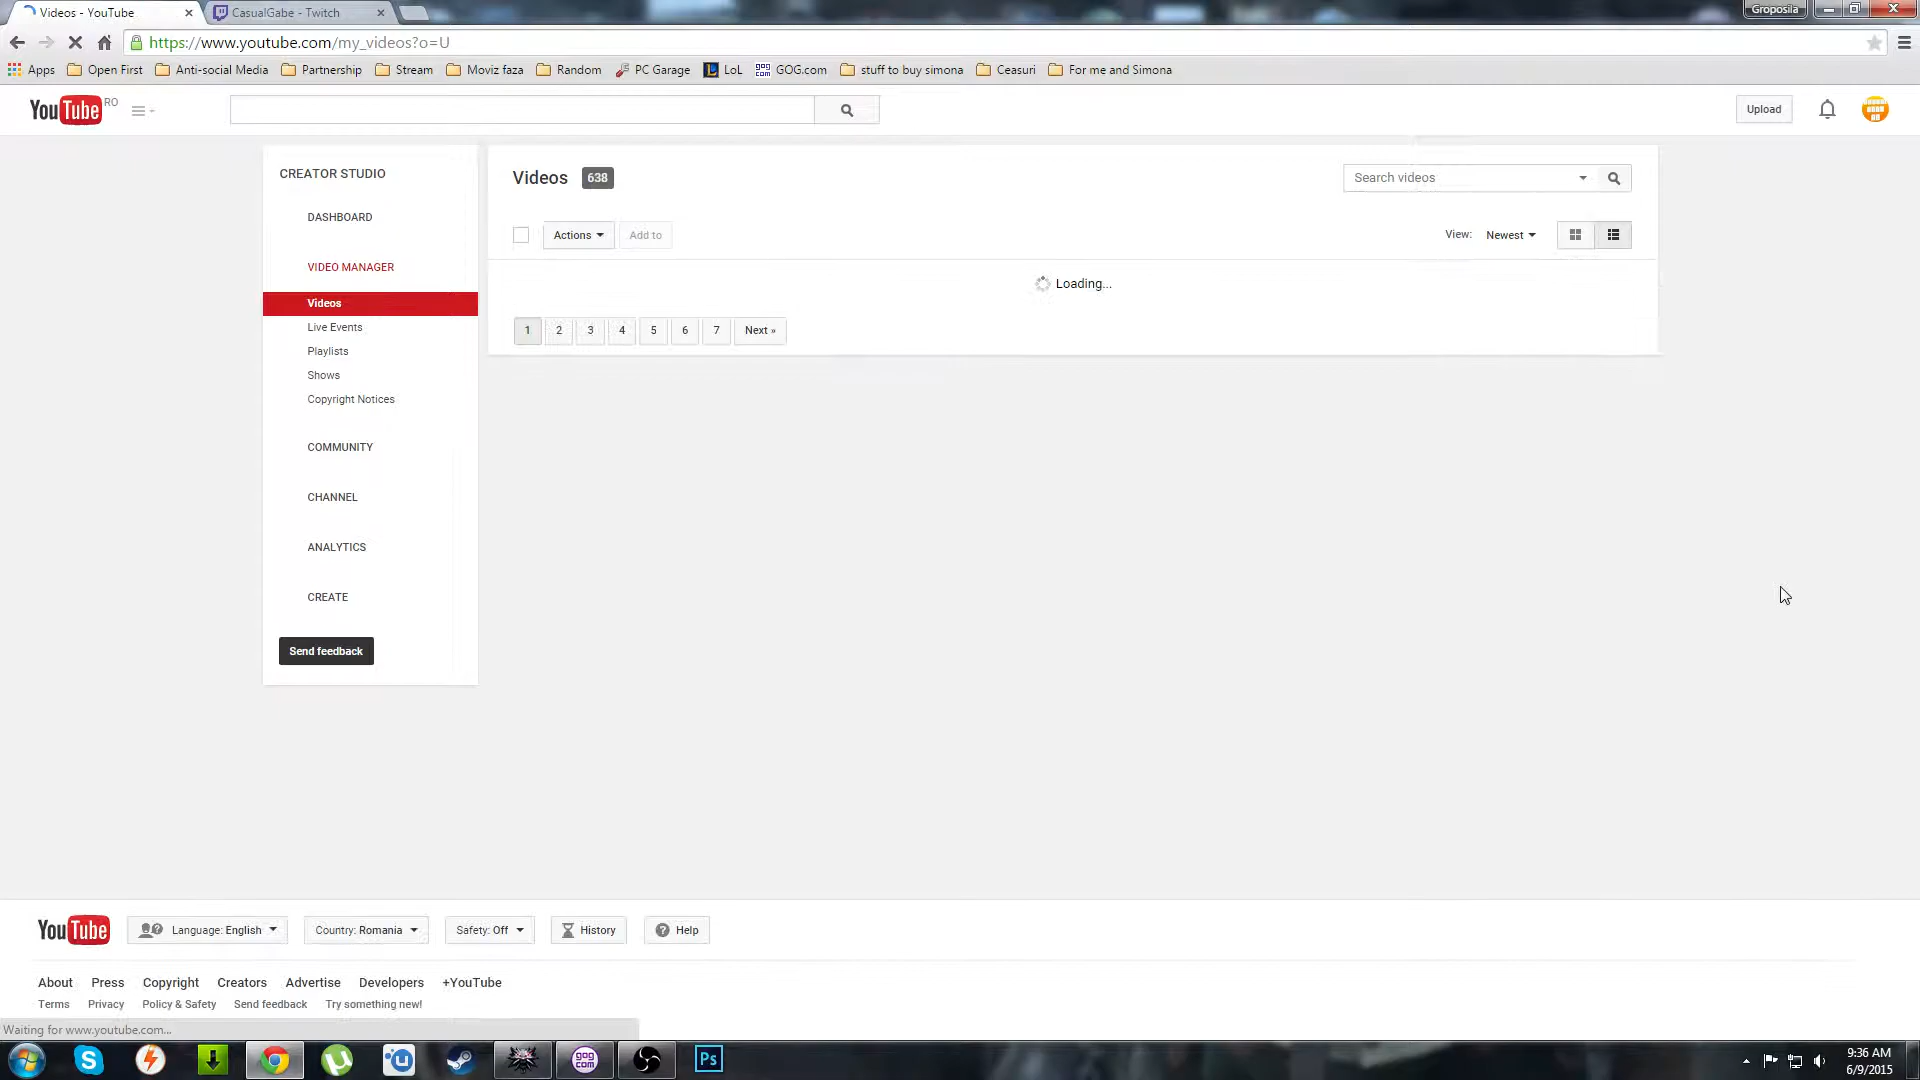 Videos - YouTube
CasualGabe - Twitch
Groposila
https://www.youtube.com/my_videos?o=U
Apps
Open First
Anti-social Media
Partnership
Stream
Moviz faza
Random
PC Garage
LoL
GOG.com
stuff to buy simona
Ceasuri
For me and Simona
YouTube RO
Upload
CREATOR STUDIO
DASHBOARD
VIDEO MANAGER
Videos
Live Events
Playlists
Shows
Copyright Notices
COMMUNITY
CHANNEL
ANALYTICS
CREATE
Send feedback
Videos 638
Search videos
Actions
Add to
View: Newest
Loading...
1 2 3 4 5 6 7 Next »
YouTube
Language: English
Country: Romania
Safety: Off
History
Help
About Press Copyright Creators Advertise Developers +YouTube
Terms Privacy Policy & Safety Send feedback Try something new!
Waiting for www.youtube.com...
gog
com
Ps
9:36 AM
6/9/2015